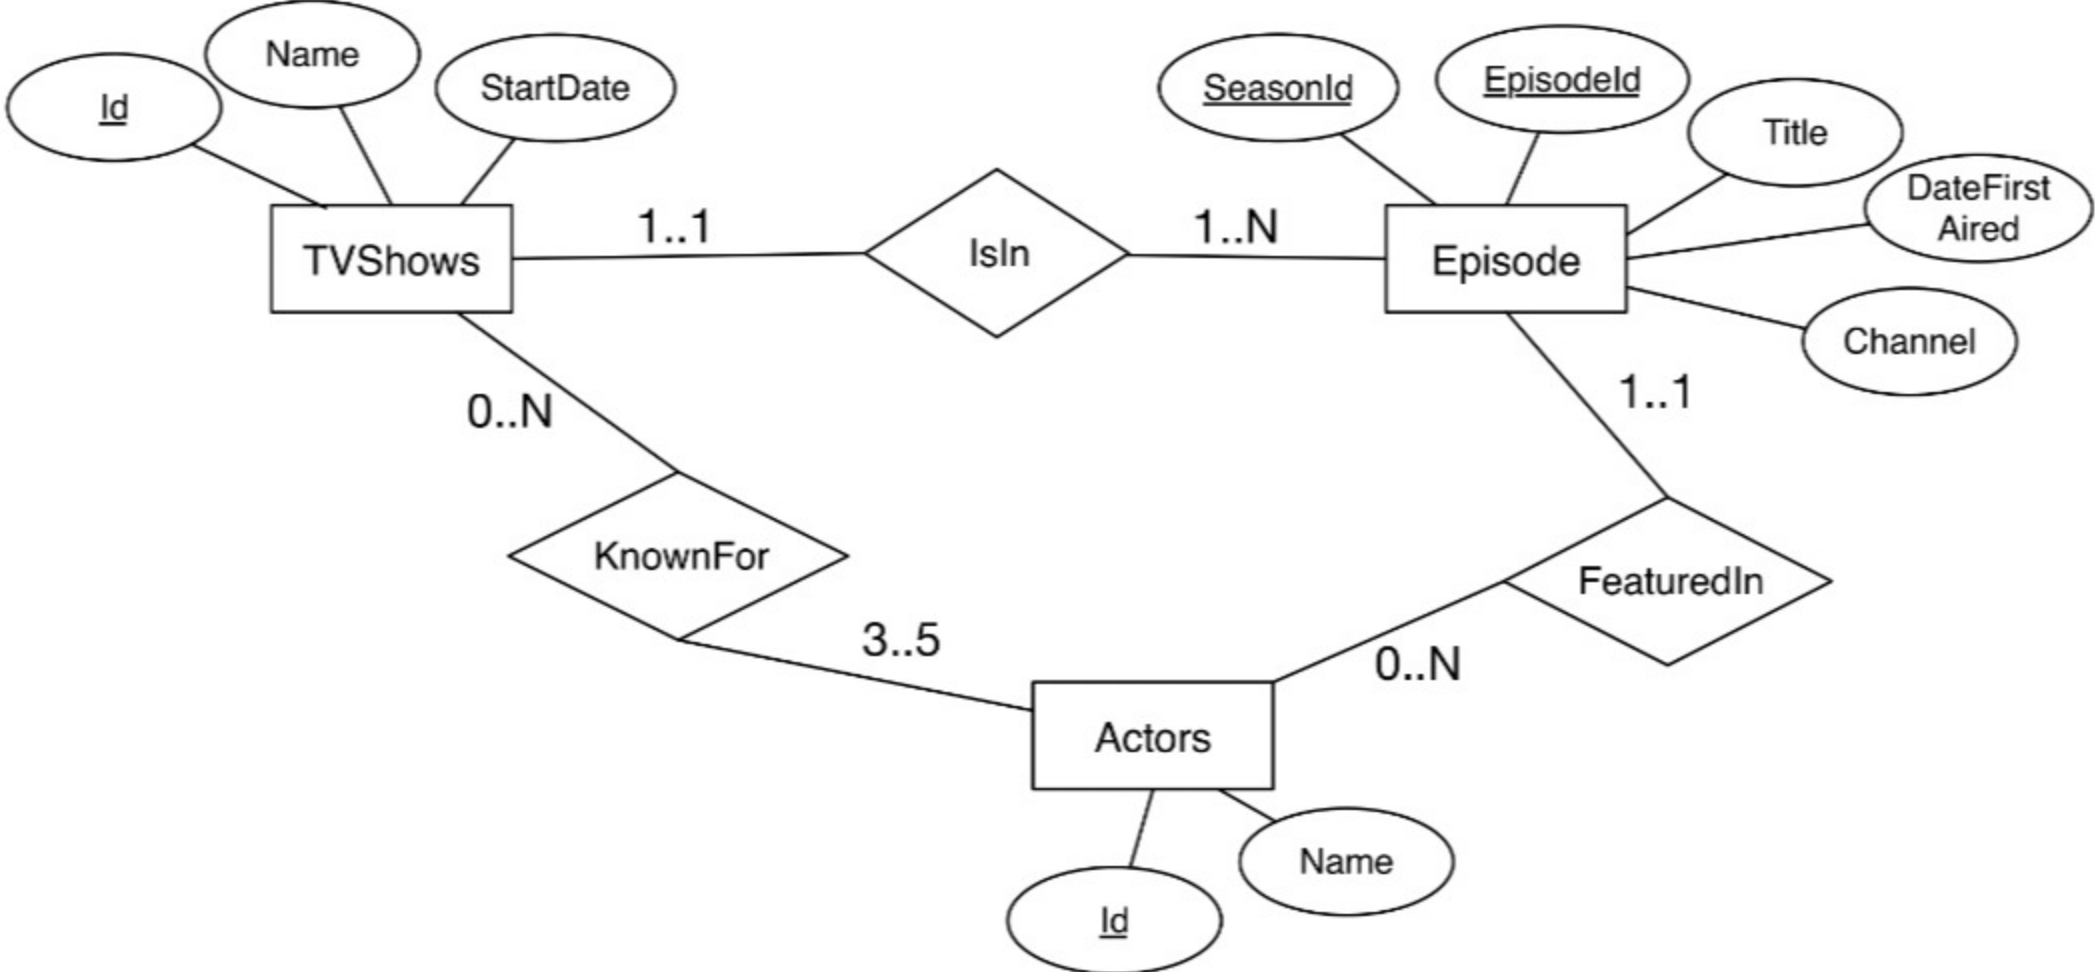 Id
Name
StartDate
SeasonId
EpisodeId
Title
DateFirst
Aired
Channel
TVShows
1..1
IsIn
1..N
Episode
0..N
1..1
KnownFor
FeaturedIn
3..5
0..N
Actors
Id
Name